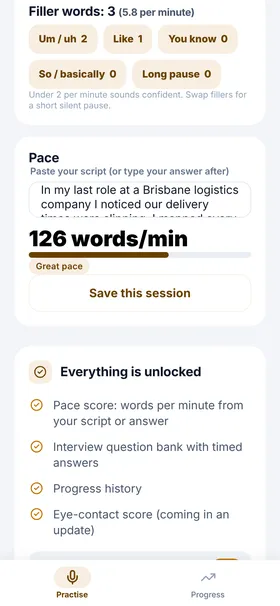 Filler words: 3 (5.8 per minute)
Um / uh 2 Like 1 You know 0
So / basically 0 Long pause 0
Under 2 per minute sounds confident. Swap fillers for
a short silent pause.
Pace
Paste your script (or type your answer after)
In my last role at a Brisbane logistics
company I noticed our delivery
126 words/min
Great pace
Save this session
Everything is unlocked
Pace score: words per minute from
your script or answer
Interview question bank with timed
answers
Progress history
Eye-contact score (coming in an
update)
Practise Progress